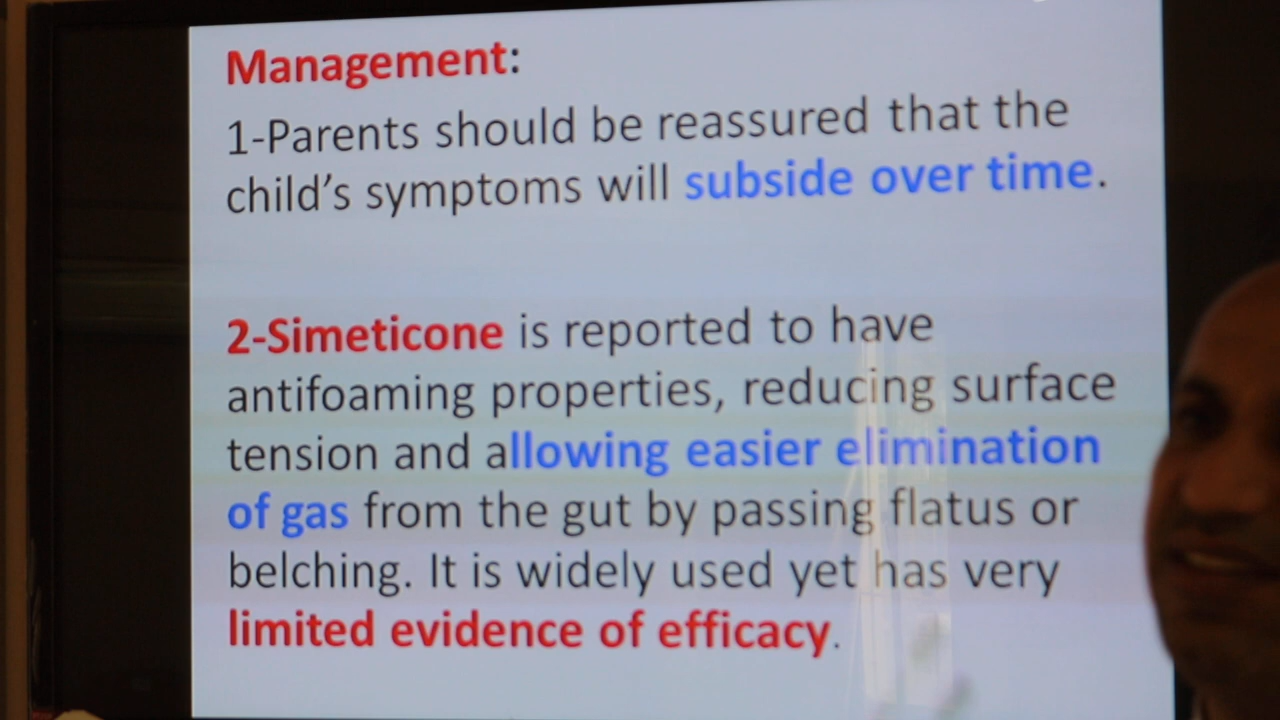 Management:
1-Parents should be reassured that the
child’s symptoms will subside over time.
2-Simeticone is reported to have
antifoaming properties, reducing surface
tension and allowing easier elimination
of gas from the gut by passing flatus or
belching. It is widely used yet has very
limited evidence of efficacy.